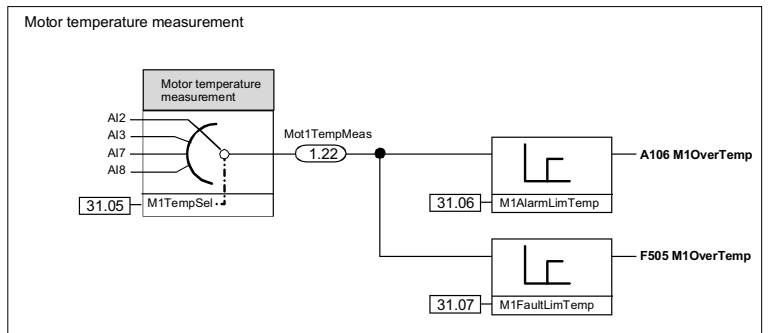 Motor temperature measurement
Motor temperature
measurement
AI2
AI3
AI7
AI8
Mot1TempMeas
1.22
31.05
M1TempSel
A106 M1OverTemp
31.06
M1AlarmLimTemp
F505 M1OverTemp
31.07
M1FaultLimTemp